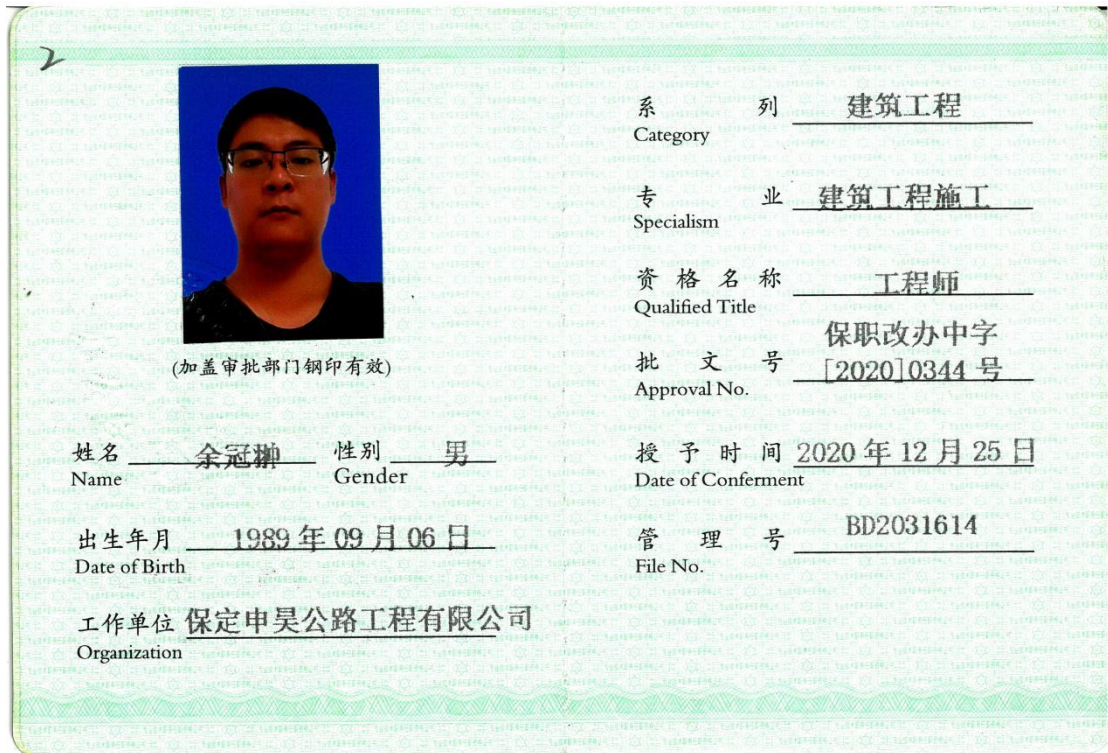 2
(加盖审批部门钢印有效)
姓名 余冠翀 性别 男
Name Gender
出生年月 1989 年 09 月 06 日
Date of Birth
工作单位 保定申昊公路工程有限公司
Organization
系 列 建筑工程
Category
专 业 建筑工程施工
Specialism
资 格 名 称 工程师
Qualified Title
保职改办中字
批 文 号 [2020]0344 号
Approval No.
授 予 时 间 2020 年 12 月 25 日
Date of Conferment
管 理 号 BD2031614
File No.